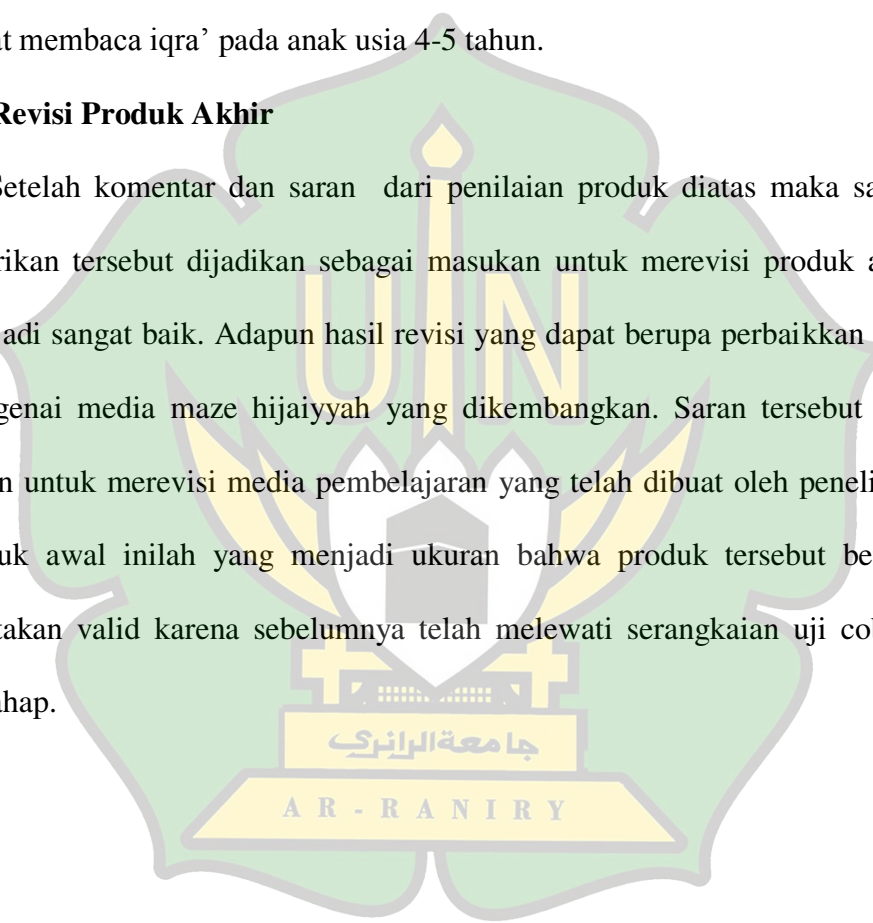 at membaca iqra’ pada anak usia 4-5 tahun.
Revisi Produk Akhir
Setelah komentar dan saran dari penilaian produk diatas maka sa
rikan tersebut dijadikan sebagai masukan untuk merevisi produk a
adi sangat baik. Adapun hasil revisi yang dapat berupa perbaikkan
genai media maze hijaiyyah yang dikembangkan. Saran tersebut
n untuk merevisi media pembelajaran yang telah dibuat oleh peneli
uk awal inilah yang menjadi ukuran bahwa produk tersebut be
takan valid karena sebelumnya telah melewati serangkaian uji co
ahap.
UIN
جامعةالرانري
AR-RANIRY